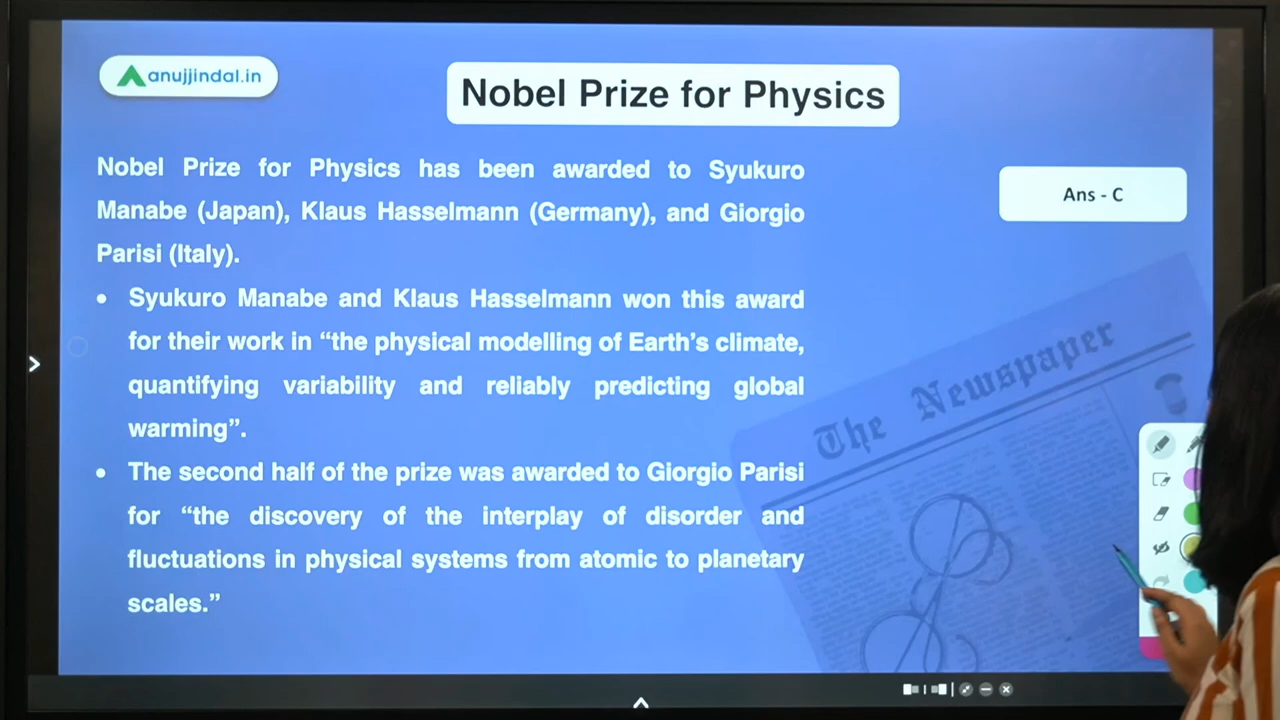 anujjindal.in
Nobel Prize for Physics
Nobel Prize for Physics has been awarded to Syukuro
Manabe (Japan), Klaus Hasselmann (Germany), and Giorgio
Parisi (Italy).
Ans - C
• Syukuro Manabe and Klaus Hasselmann won this award
for their work in “the physical modelling of Earth’s climate,
quantifying variability and reliably predicting global
warming”.
• The second half of the prize was awarded to Giorgio Parisi
for “the discovery of the interplay of disorder and
fluctuations in physical systems from atomic to planetary
scales.”
The Newspaper